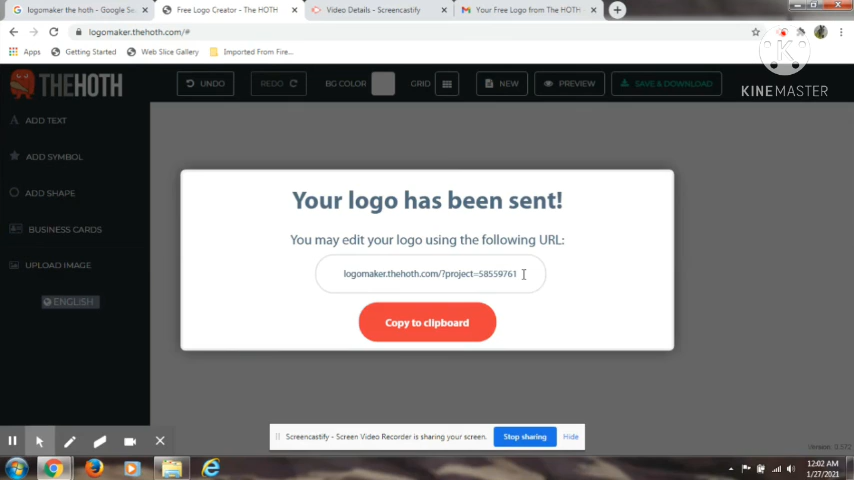 logomaker the hoth - Google Se
Free Logo Creator - The HOTH
Video Details - Screencastify
Your Free Logo from The HOTH -
logomaker.thehoth.com/#
Apps
Getting Started
Web Slice Gallery
Imported From Fire...
THEHOTH
UNDO
REDO
BG COLOR
GRID
NEW
PREVIEW
SAVE & DOWNLOAD
K
KINEMASTER
ADD TEXT
ADD SYMBOL
ADD SHAPE
BUSINESS CARDS
UPLOAD IMAGE
ENGLISH
Your logo has been sent!
You may edit your logo using the following URL:
logomaker.thehoth.com/?project=58559761
Copy to clipboard
Screencastify - Screen Video Recorder is sharing your screen.
Stop sharing
Hide
12:02 AM
1/27/2021